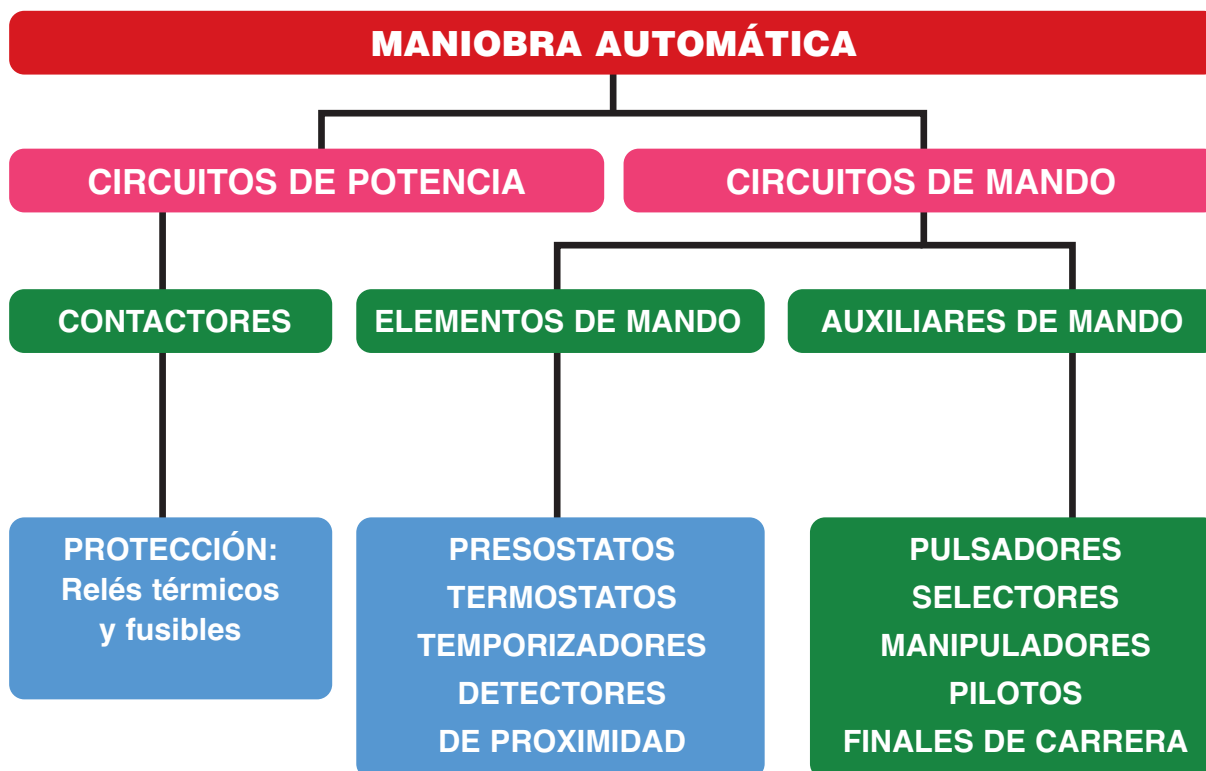 MANIOBRA AUTOMÁTICA
CIRCUITOS DE POTENCIA
CIRCUITOS DE MANDO
CONTACTORES
ELEMENTOS DE MANDO
AUXILIARES DE MANDO
PROTECCIÓN:
Relés térmicos
y fusibles
PRESOSTATOS
TERMOSTATOS
TEMPORIZADORES
DETECTORES
DE PROXIMIDAD
PULSADORES
SELECTORES
MANIPULADORES
PILOTOS
FINALES DE CARRERA